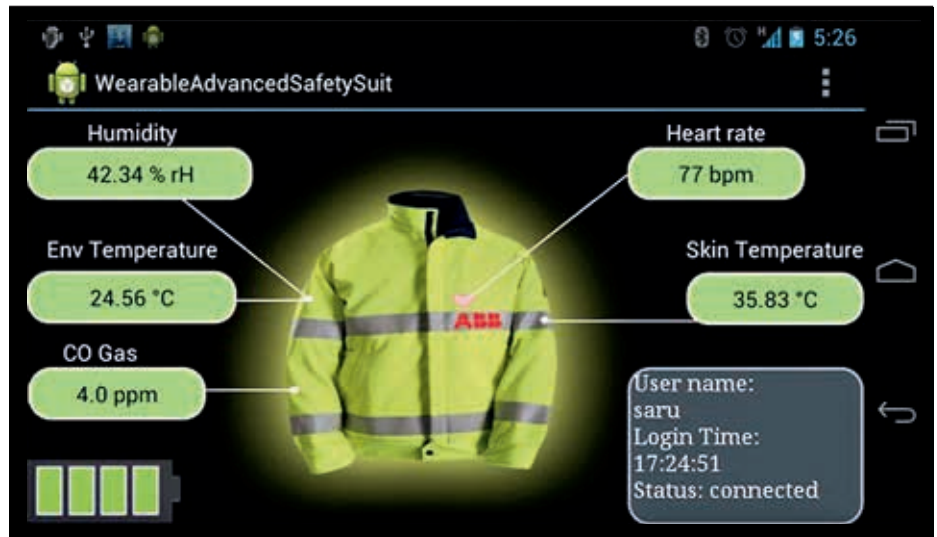 5:26
WearableAdvancedSafetySuit
Humidity
42.34 % rH
Heart rate
77 bpm
Env Temperature
24.56 °C
Skin Temperature
35.83 °C
ABB
CO Gas
4.0 ppm
User name:
saru
Login Time:
17:24:51
Status: connected